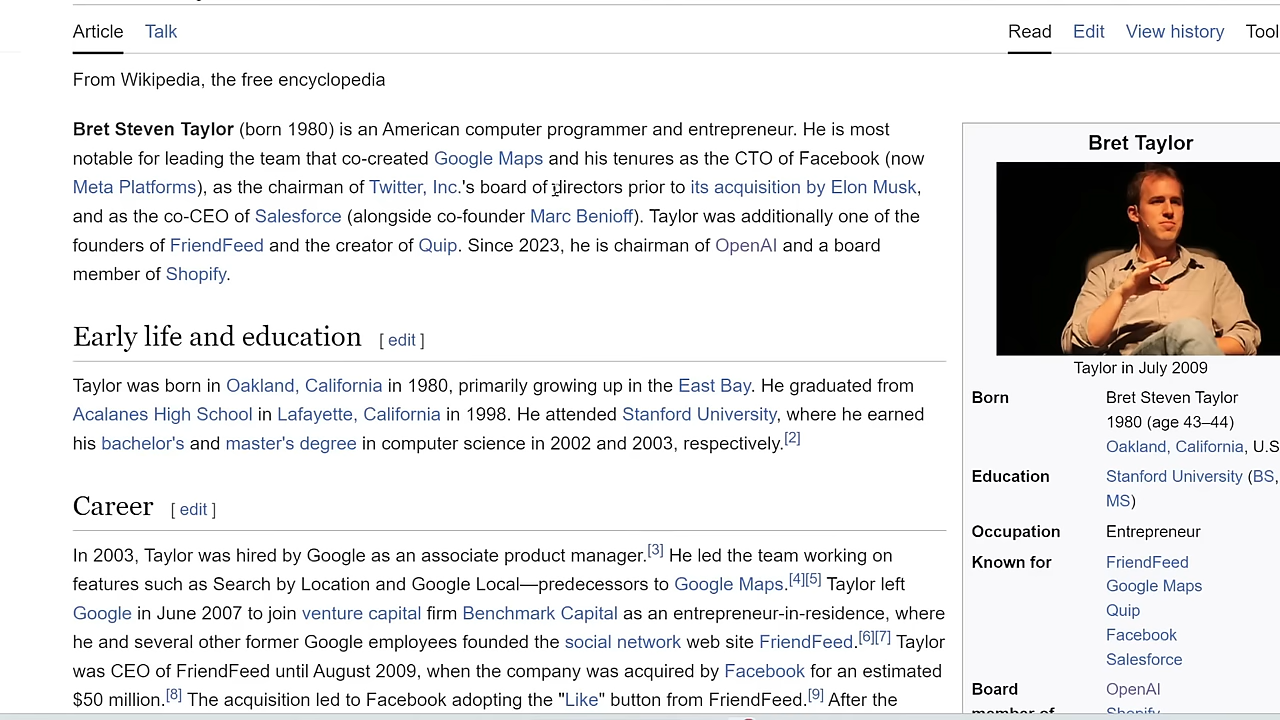 Article Talk Read Edit View history Tool
From Wikipedia, the free encyclopedia
Bret Steven Taylor (born 1980) is an American computer programmer and entrepreneur. He is most
notable for leading the team that co-created Google Maps and his tenures as the CTO of Facebook (now
Meta Platforms), as the chairman of Twitter, Inc.'s board of directors prior to its acquisition by Elon Musk,
and as the co-CEO of Salesforce (alongside co-founder Marc Benioff). Taylor was additionally one of the
founders of FriendFeed and the creator of Quip. Since 2023, he is chairman of OpenAI and a board
member of Shopify.
Early life and education [ edit ]
Taylor was born in Oakland, California in 1980, primarily growing up in the East Bay. He graduated from
Acalanes High School in Lafayette, California in 1998. He attended Stanford University, where he earned
his bachelor's and master's degree in computer science in 2002 and 2003, respectively.[2]
Career [ edit ]
In 2003, Taylor was hired by Google as an associate product manager.[3] He led the team working on
features such as Search by Location and Google Local—predecessors to Google Maps.[4][5] Taylor left
Google in June 2007 to join venture capital firm Benchmark Capital as an entrepreneur-in-residence, where
he and several other former Google employees founded the social network web site FriendFeed.[6][7] Taylor
was CEO of FriendFeed until August 2009, when the company was acquired by Facebook for an estimated
$50 million.[8] The acquisition led to Facebook adopting the "Like" button from FriendFeed.[9] After the
Bret Taylor
Taylor in July 2009
Born Bret Steven Taylor
1980 (age 43–44)
Oakland, California, U.S
Education Stanford University (BS,
MS)
Occupation Entrepreneur
Known for FriendFeed
Google Maps
Quip
Facebook
Salesforce
Board OpenAI
member of Shopify